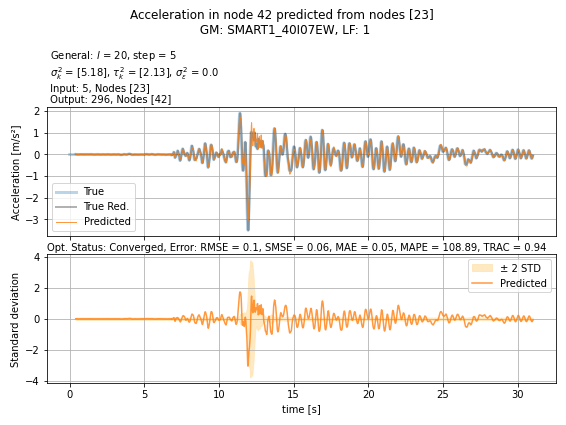 Acceleration in node 42 predicted from nodes [23]
GM: SMART1_40I07EW, LF: 1
General: l = 20, step = 5
σ²ₖ = [5.18], τ²ₖ = [2.13], σ²ₑ = 0.0
Input: 5, Nodes [23]
Output: 296, Nodes [42]
Acceleration [m/s²]
2
1
0
−1
−2
−3
True
True Red.
Predicted
Opt. Status: Converged, Error: RMSE = 0.1, SMSE = 0.06, MAE = 0.05, MAPE = 108.89, TRAC = 0.94
Standard deviation
4
2
0
−2
−4
± 2 STD
Predicted
0 5 10 15 20 25 30
time [s]